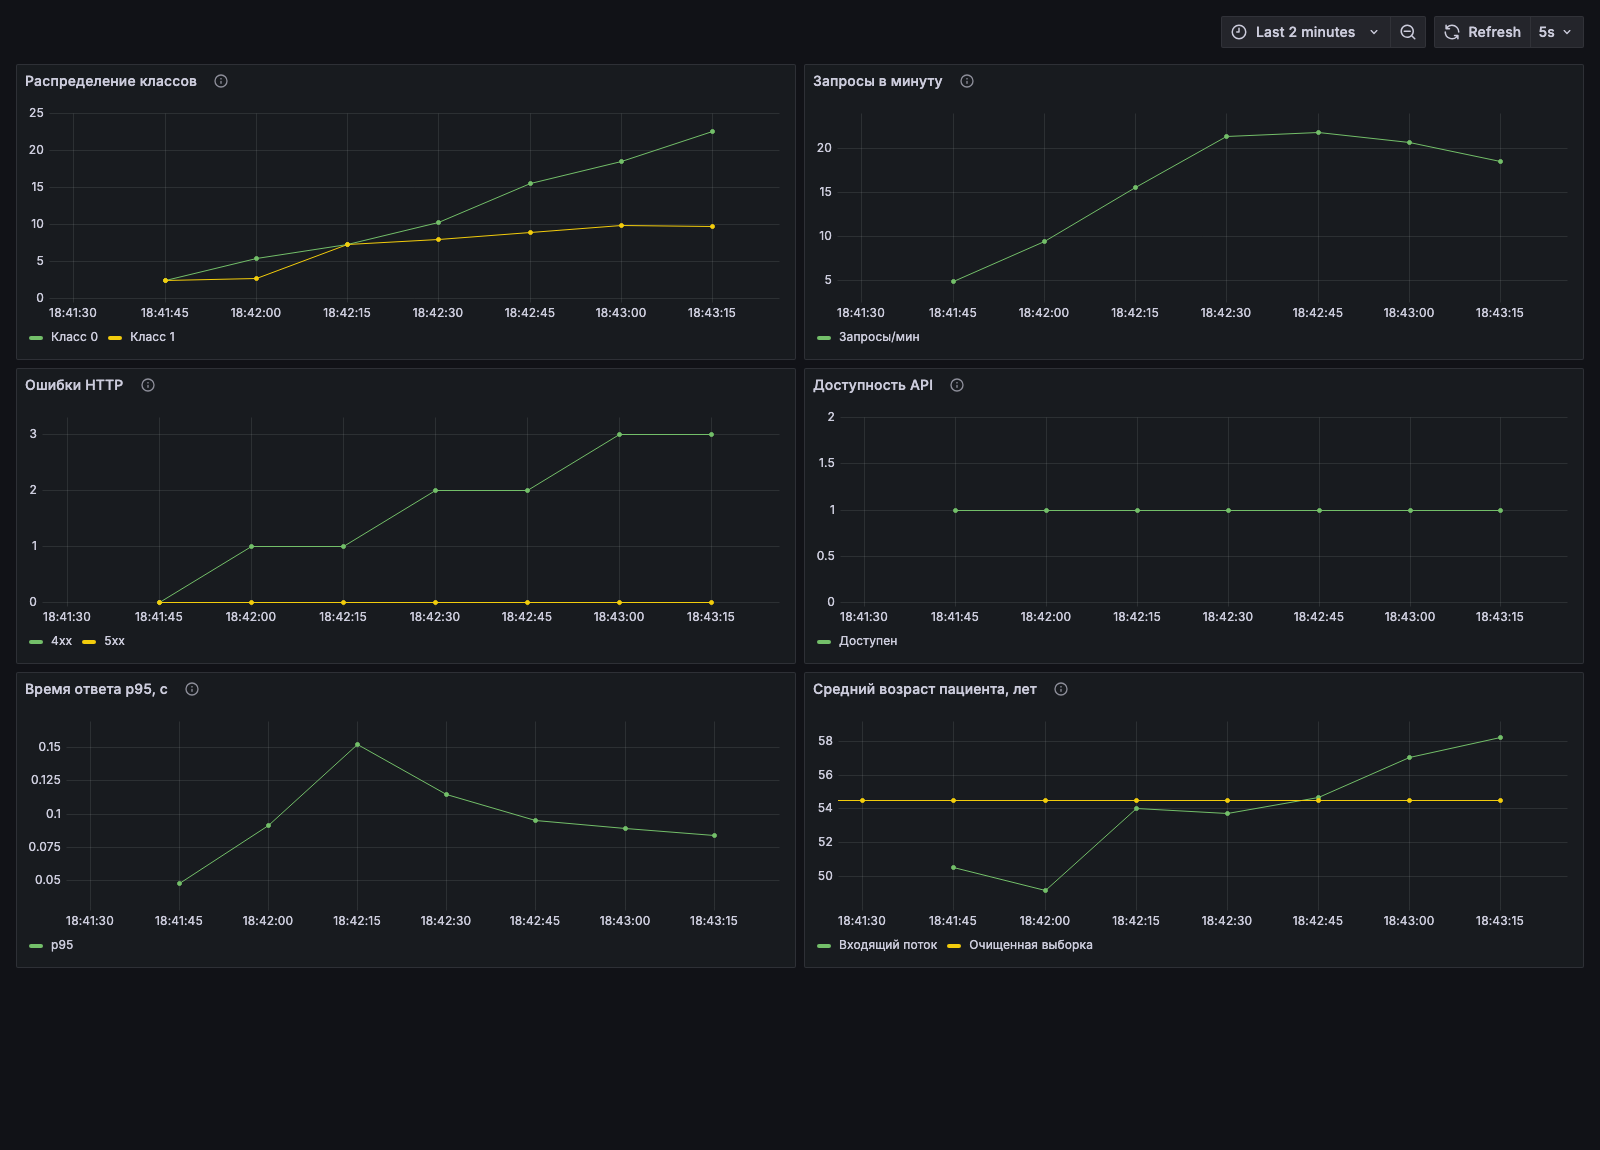 Last 2 minutes Refresh 5s
Распределение классов
25
20
15
10
5
0
18:41:30 18:41:45 18:42:00 18:42:15 18:42:30 18:42:45 18:43:00 18:43:15
Класс 0 Класс 1
Запросы в минуту
20
15
10
5
18:41:30 18:41:45 18:42:00 18:42:15 18:42:30 18:42:45 18:43:00 18:43:15
Запросы/мин
Ошибки HTTP
3
2
1
0
18:41:30 18:41:45 18:42:00 18:42:15 18:42:30 18:42:45 18:43:00 18:43:15
4xx 5xx
Доступность API
2
1.5
1
0.5
0
18:41:30 18:41:45 18:42:00 18:42:15 18:42:30 18:42:45 18:43:00 18:43:15
Доступен
Время ответа p95, с
0.15
0.125
0.1
0.075
0.05
18:41:30 18:41:45 18:42:00 18:42:15 18:42:30 18:42:45 18:43:00 18:43:15
p95
Средний возраст пациента, лет
58
56
54
52
50
18:41:30 18:41:45 18:42:00 18:42:15 18:42:30 18:42:45 18:43:00 18:43:15
Входящий поток Очищенная выборка